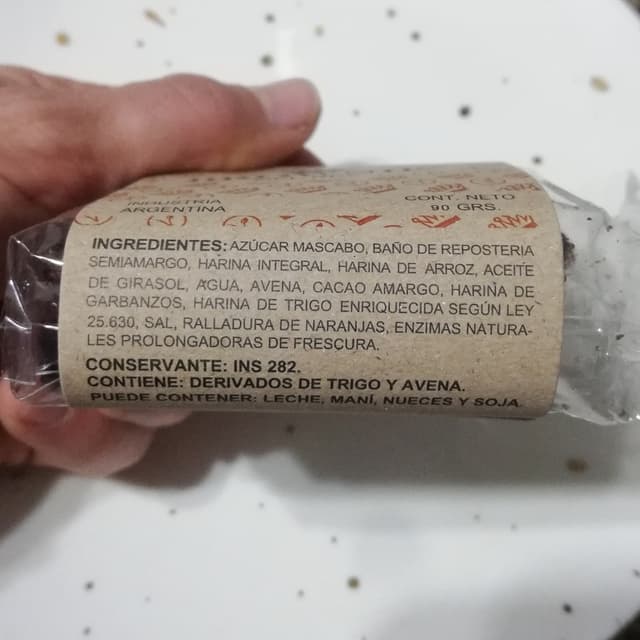 INDUSTRIA
ARGENTINA
CONT. NETO
90 GRS.
INGREDIENTES: AZÚCAR MASCABO, BAÑO DE REPOSTERIA
SEMIAMARGO, HARINA INTEGRAL, HARINA DE ARROZ, ACEITE
DE GIRASOL, AGUA, AVENA, CACAO AMARGO, HARINA DE
GARBANZOS, HARINA DE TRIGO ENRIQUECIDA SEGÚN LEY
25.630, SAL, RALLADURA DE NARANJAS, ENZIMAS NATURA-
LES PROLONGADORAS DE FRESCURA.
CONSERVANTE: INS 282.
CONTIENE: DERIVADOS DE TRIGO Y AVENA.
PUEDE CONTENER: LECHE, MANÍ, NUECES Y SOJA.